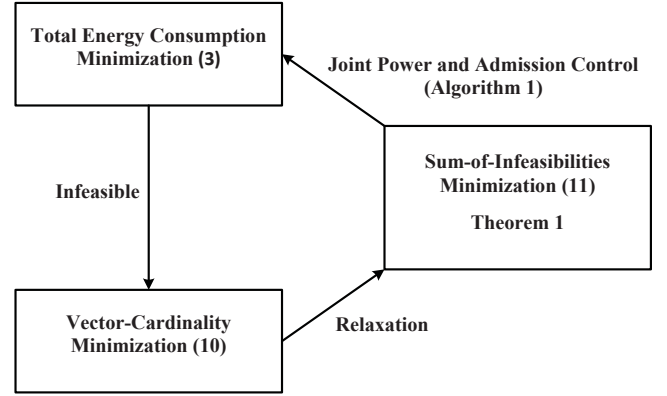 Total Energy Consumption
Minimization (3)
Joint Power and Admission Control
(Algorithm 1)
Sum-of-Infeasibilities
Minimization (11)
Theorem 1
Infeasible
Vector-Cardinality
Minimization (10)
Relaxation